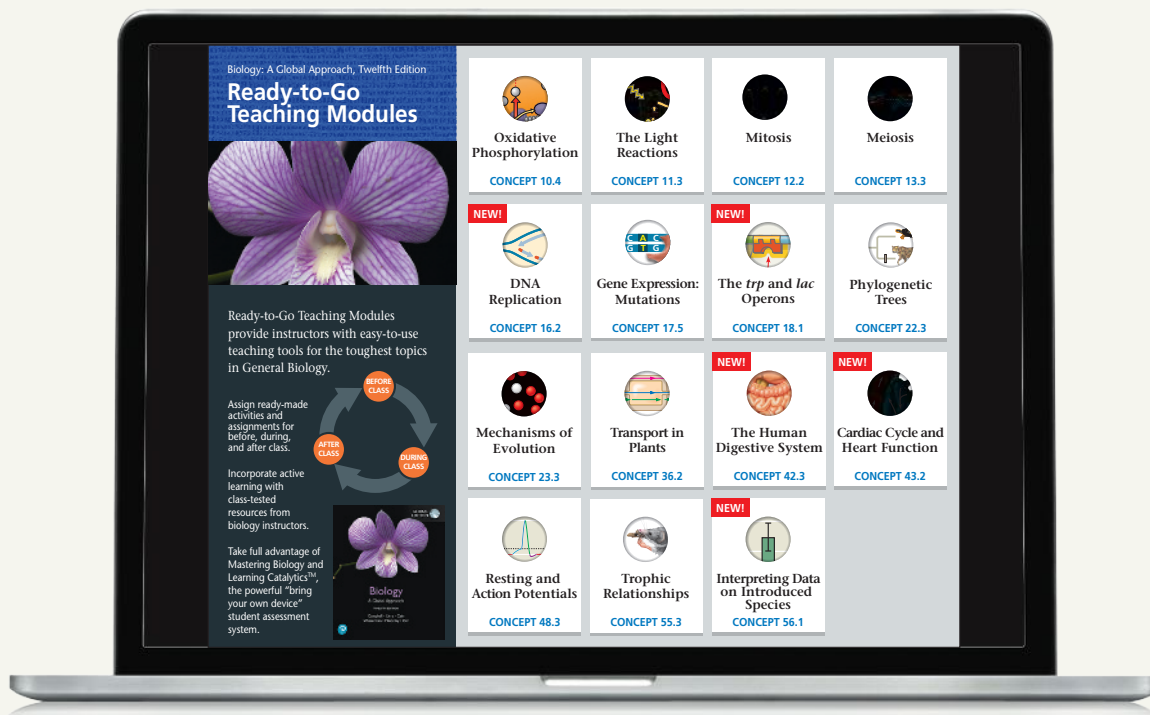 Biology: A Global Approach, Twelfth Edition
Ready-to-Go
Teaching Modules
Ready-to-Go Teaching Modules
provide instructors with easy-to-use
teaching tools for the toughest topics
in General Biology.
Assign ready-made
activities and
assignments for
before, during,
and after class.
Incorporate active
learning with
class-tested
resources from
biology instructors.
Take full advantage of
Mastering Biology and
Learning Catalytics™,
the powerful “bring
your own device”
student assessment
system.
BEFORE
CLASS
DURING
CLASS
AFTER
CLASS
Biology
A Global Approach
Oxidative
Phosphorylation
CONCEPT 10.4
The Light
Reactions
CONCEPT 11.3
Mitosis
CONCEPT 12.2
Meiosis
CONCEPT 13.3
NEW!
DNA
Replication
CONCEPT 16.2
C A C
G T G
Gene Expression:
Mutations
CONCEPT 17.5
NEW!
The trp and lac
Operons
CONCEPT 18.1
Phylogenetic
Trees
CONCEPT 22.3
Mechanisms of
Evolution
CONCEPT 23.3
Transport in
Plants
CONCEPT 36.2
NEW!
The Human
Digestive System
CONCEPT 42.3
NEW!
Cardiac Cycle and
Heart Function
CONCEPT 43.2
Resting and
Action Potentials
CONCEPT 48.3
Trophic
Relationships
CONCEPT 55.3
NEW!
Interpreting Data
on Introduced
Species
CONCEPT 56.1